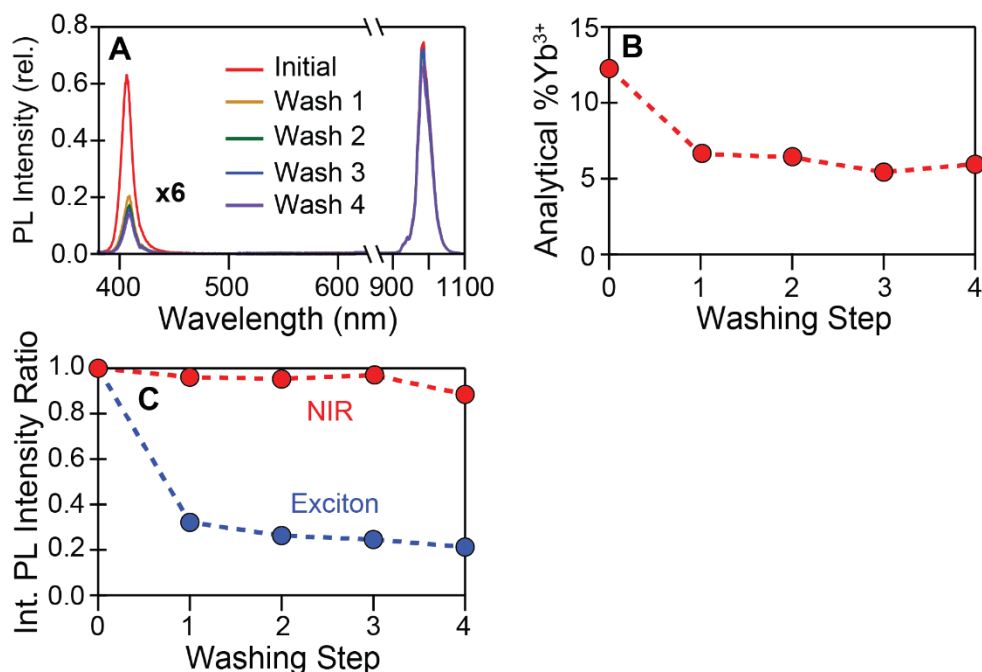 A
PL Intensity (rel.)
0.8
0.6
0.4
0.2
0.0
Initial
Wash 1
Wash 2
Wash 3
Wash 4
x6
400 500 600 900 1100
Wavelength (nm)
B
Analytical %Yb³⁺
15
10
5
0
0 1 2 3 4
Washing Step
C
Int. PL Intensity Ratio
1.0
0.8
0.6
0.4
0.2
0.0
NIR
Exciton
0 1 2 3 4
Washing Step